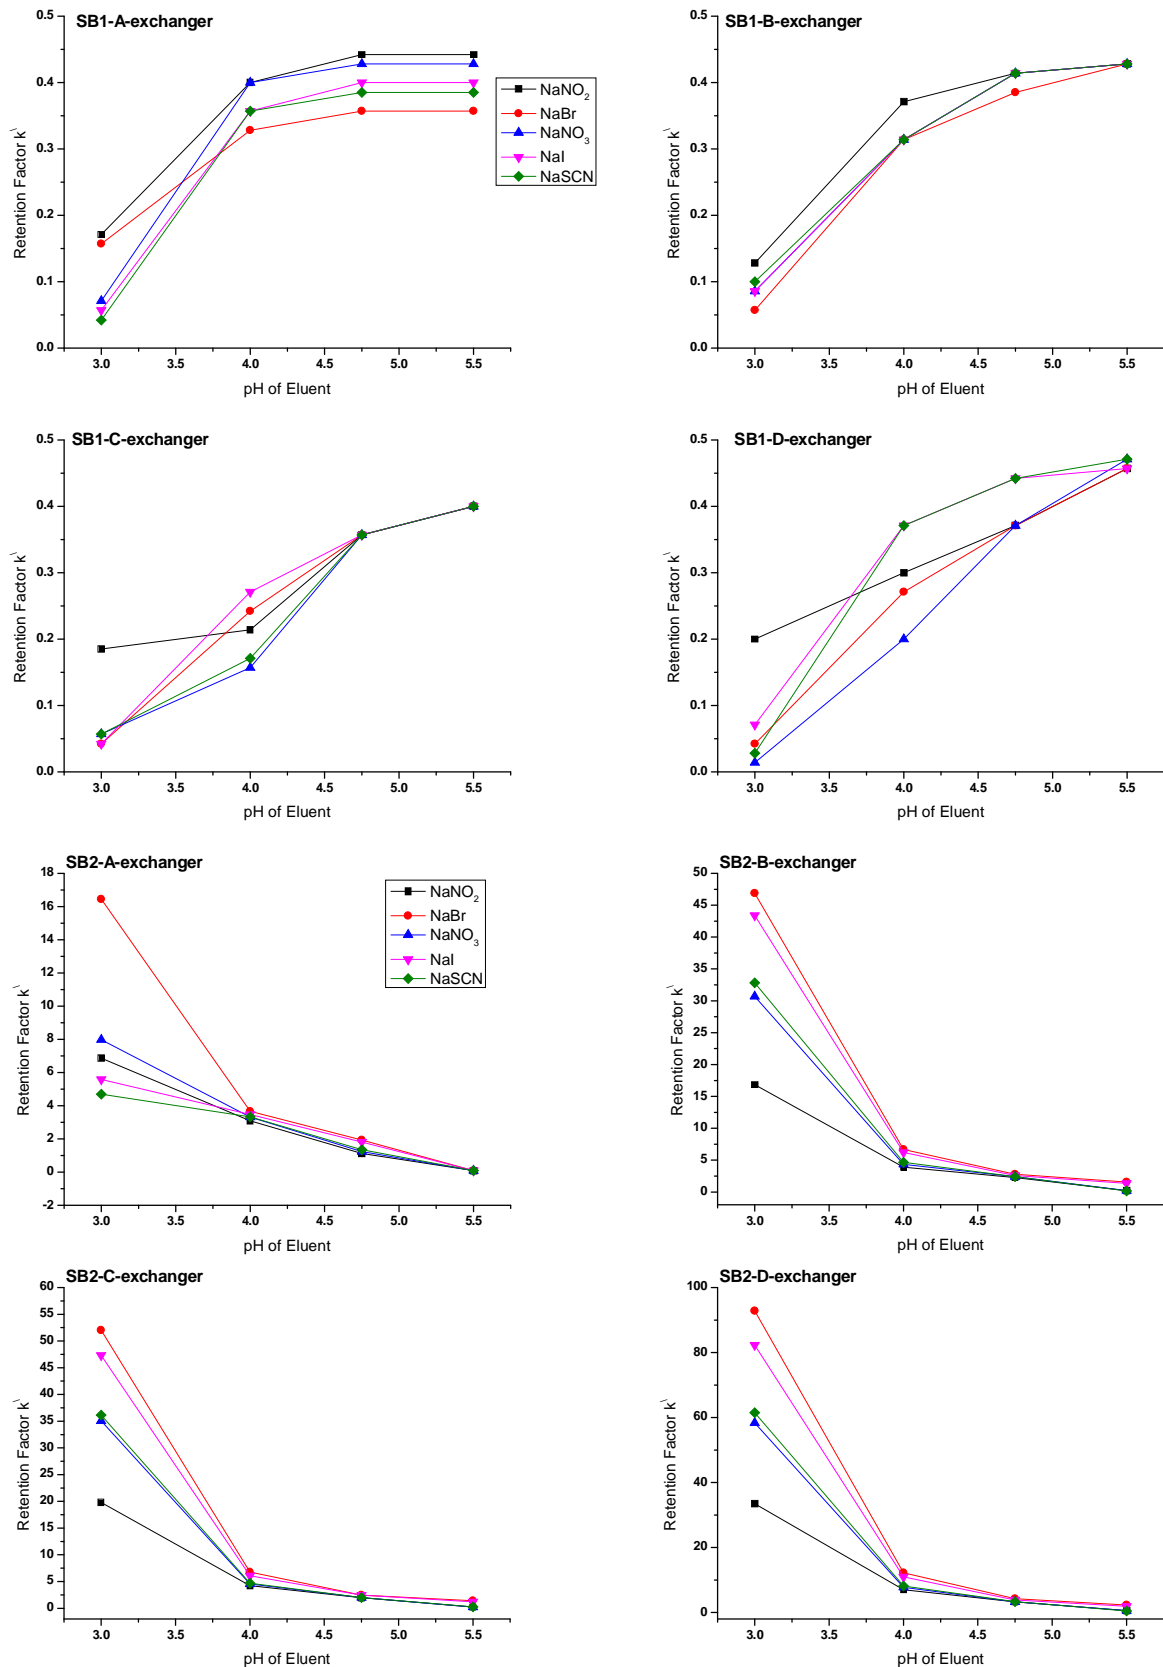 SB1-A-exchanger
0.5
0.4
0.3
0.2
0.1
0.0
Retention Factor k\
3.0 3.5 4.0 4.5 5.0 5.5
pH of Eluent
NaNO2
NaBr
NaNO3
NaI
NaSCN
SB1-B-exchanger
0.5
0.4
0.3
0.2
0.1
0.0
Retention Factor k\
3.0 3.5 4.0 4.5 5.0 5.5
pH of Eluent
SB1-C-exchanger
0.5
0.4
0.3
0.2
0.1
0.0
Retention Factor k\
3.0 3.5 4.0 4.5 5.0 5.5
pH of Eluent
SB1-D-exchanger
0.5
0.4
0.3
0.2
0.1
0.0
Retention Factor k\
3.0 3.5 4.0 4.5 5.0 5.5
pH of Eluent
SB2-A-exchanger
18
16
14
12
10
8
6
4
2
0
-2
Retention Factor k\
3.0 3.5 4.0 4.5 5.0 5.5
pH of Eluent
NaNO2
NaBr
NaNO3
NaI
NaSCN
SB2-B-exchanger
50
45
40
35
30
25
20
15
10
5
0
Retention Factor k\
3.0 3.5 4.0 4.5 5.0 5.5
pH of Eluent
SB2-C-exchanger
60
55
50
45
40
35
30
25
20
15
10
5
0
Retention Factor k\
3.0 3.5 4.0 4.5 5.0 5.5
pH of Eluent
SB2-D-exchanger
100
80
60
40
20
0
Retention Factor k\
3.0 3.5 4.0 4.5 5.0 5.5
pH of Eluent